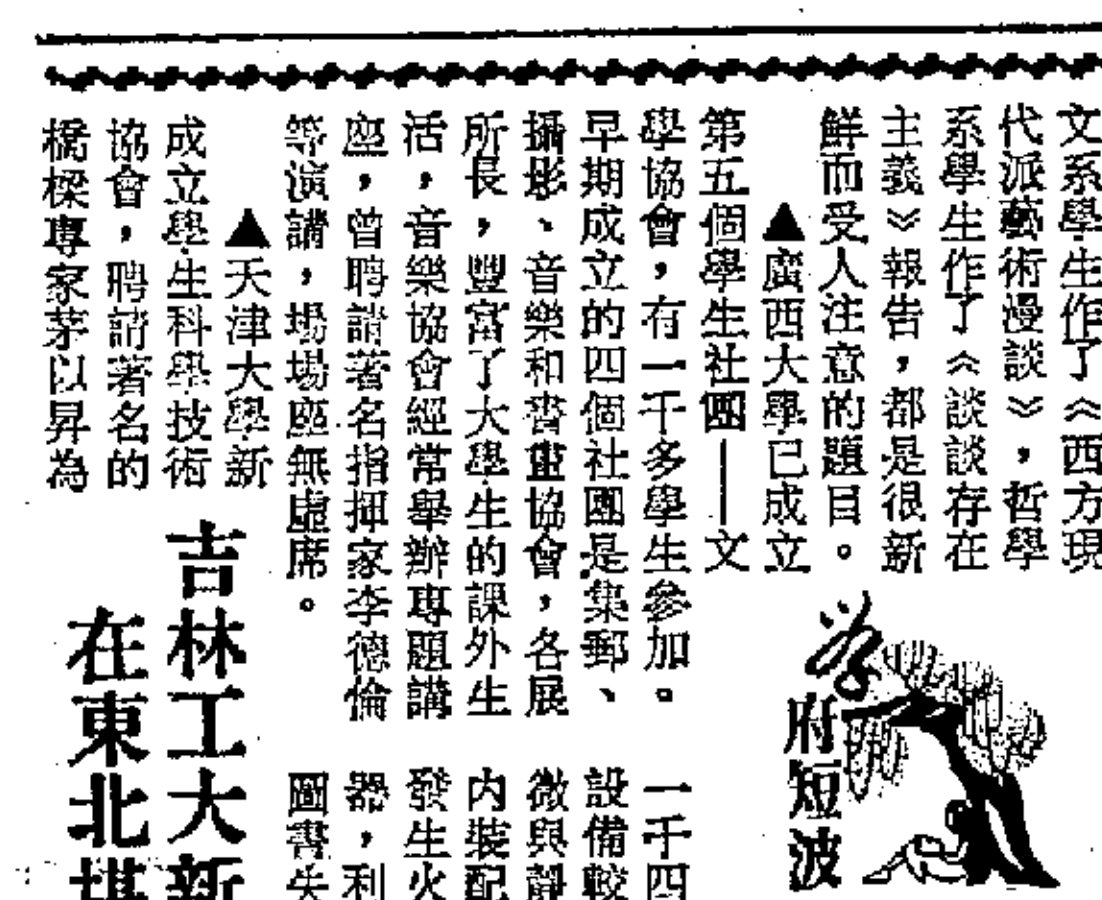 文系學生作了《西方現
代派藝術漫談》，哲學
系學生作了《談談存在
主義》報告，都是很新
鮮而受人注意的題目。
▲廣西大學已成立
第五個學生社團——文
學協會，有一千多學生參加。
早期成立的四個社團是集郵、
攝影、音樂和書畫協會，各展
所長，豐富了大學生的課外生
活，音樂協會經常舉辦專題講
座，曾聘請著名指揮家李德倫
等演講，場場座無虛席。
▲天津大學新
成立學生科學技術
協會，聘請著名的
橋樑專家茅以昇為
学府短波
一千四
設備較
微與靜
內裝配
發生火
器，利
圖書失
吉林工大新
在東北堪